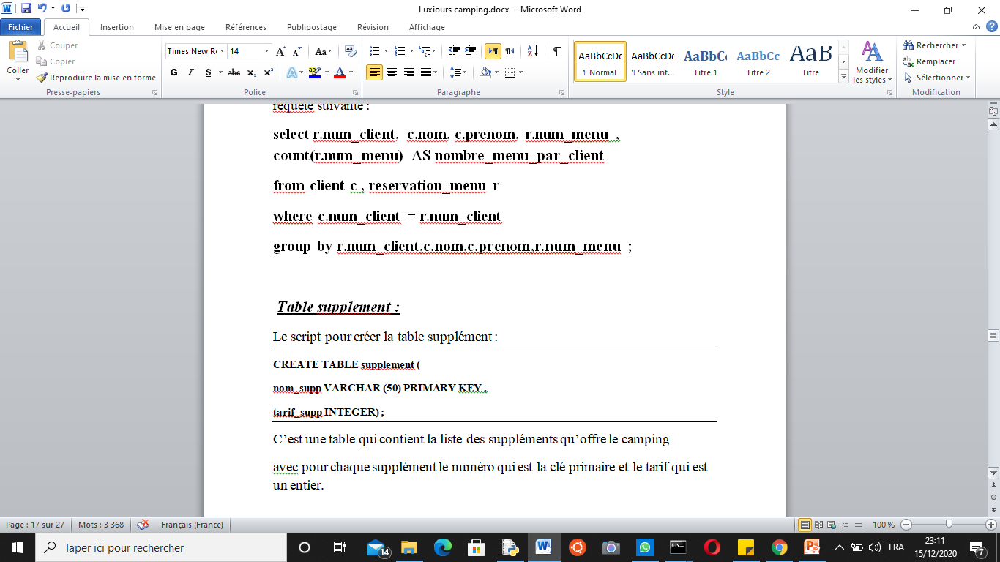 Luxiours camping.docx - Microsoft Word
Fichier Accueil Insertion Mise en page Références Publipostage Révision Affichage
Coller
Couper
Copier
Reproduire la mise en forme
Presse-papiers
Times New R 14
G I S abc x₂ x²
Police
Paragraphe
AaBbCcDc AaBbCcDc AaBbC AaBbCc AaB
¶ Normal ¶ Sans int... Titre 1 Titre 2 Titre
Style
Modifier les styles
Rechercher
Remplacer
Sélectionner
Modification
requête suivante :
select r.num_client, c.nom, c.prenom, r.num_menu ,
count(r.num_menu) AS nombre_menu_par_client
from client c , reservation_menu r
where c.num_client = r.num_client
group by r.num_client,c.nom,c.prenom,r.num_menu ;
Table supplement :
Le script pour créer la table supplément :
CREATE TABLE supplement (
nom_supp VARCHAR (50) PRIMARY KEY ,
tarif_supp INTEGER) ;
C’est une table qui contient la liste des suppléments qu’offre le camping
avec pour chaque supplément le numéro qui est la clé primaire et le tarif qui est
un entier.
Page : 17 sur 27 Mots : 3 368 Français (France) 100 %
Taper ici pour rechercher 14 FRA 23:11
15/12/2020 7